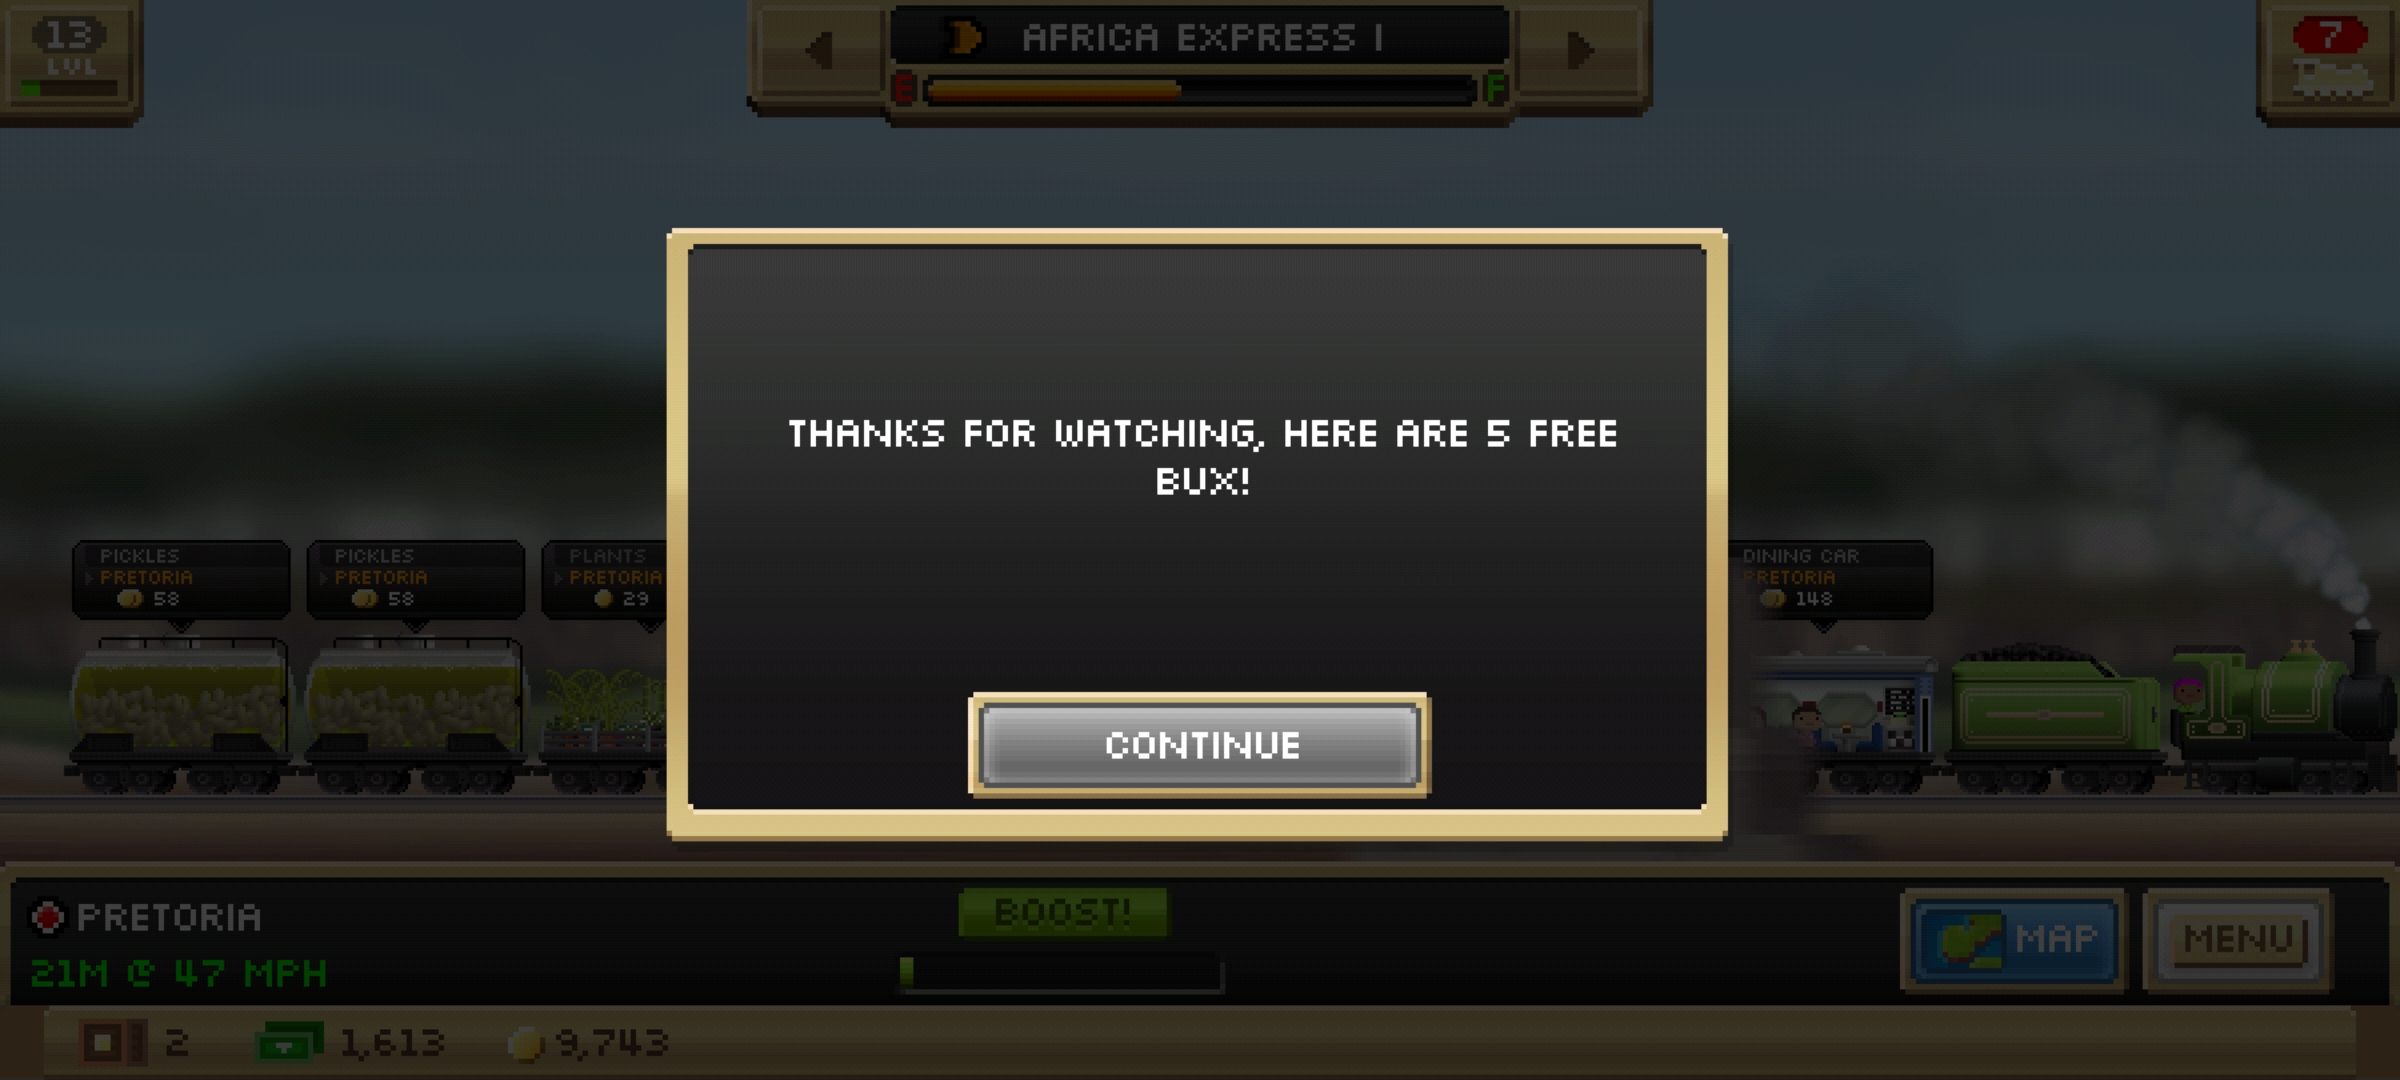 13
LVL
AFRICA EXPRESS I
E
F
7
THANKS FOR WATCHING, HERE ARE 5 FREE
BUX!
CONTINUE
PICKLES
PRETORIA
58
PICKLES
PRETORIA
58
PLANTS
PRETORIA
29
DINING CAR
PRETORIA
148
PRETORIA
21M @ 47 MPH
BOOST!
MAP
MENU
2
1,613
9,743